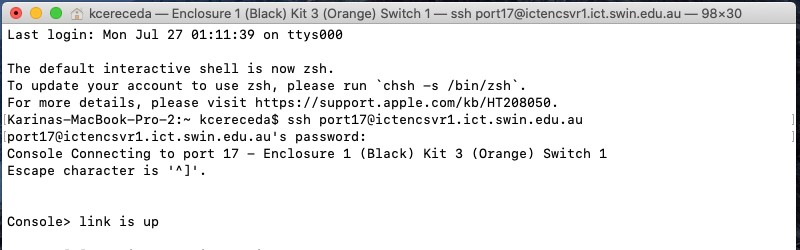 kcereceda — Enclosure 1 (Black) Kit 3 (Orange) Switch 1 — ssh port17@ictencsvr1.ict.swin.edu.au — 98×30
Last login: Mon Jul 27 01:11:39 on ttys000
The default interactive shell is now zsh.
To update your account to use zsh, please run `chsh -s /bin/zsh`.
For more details, please visit https://support.apple.com/kb/HT208050.
[Karinas-MacBook-Pro-2:~ kcereceda$ ssh port17@ictencsvr1.ict.swin.edu.au ]
[port17@ictencsvr1.ict.swin.edu.au's password: ]
Console Connecting to port 17 - Enclosure 1 (Black) Kit 3 (Orange) Switch 1
Escape character is '^]'.
Console> link is up